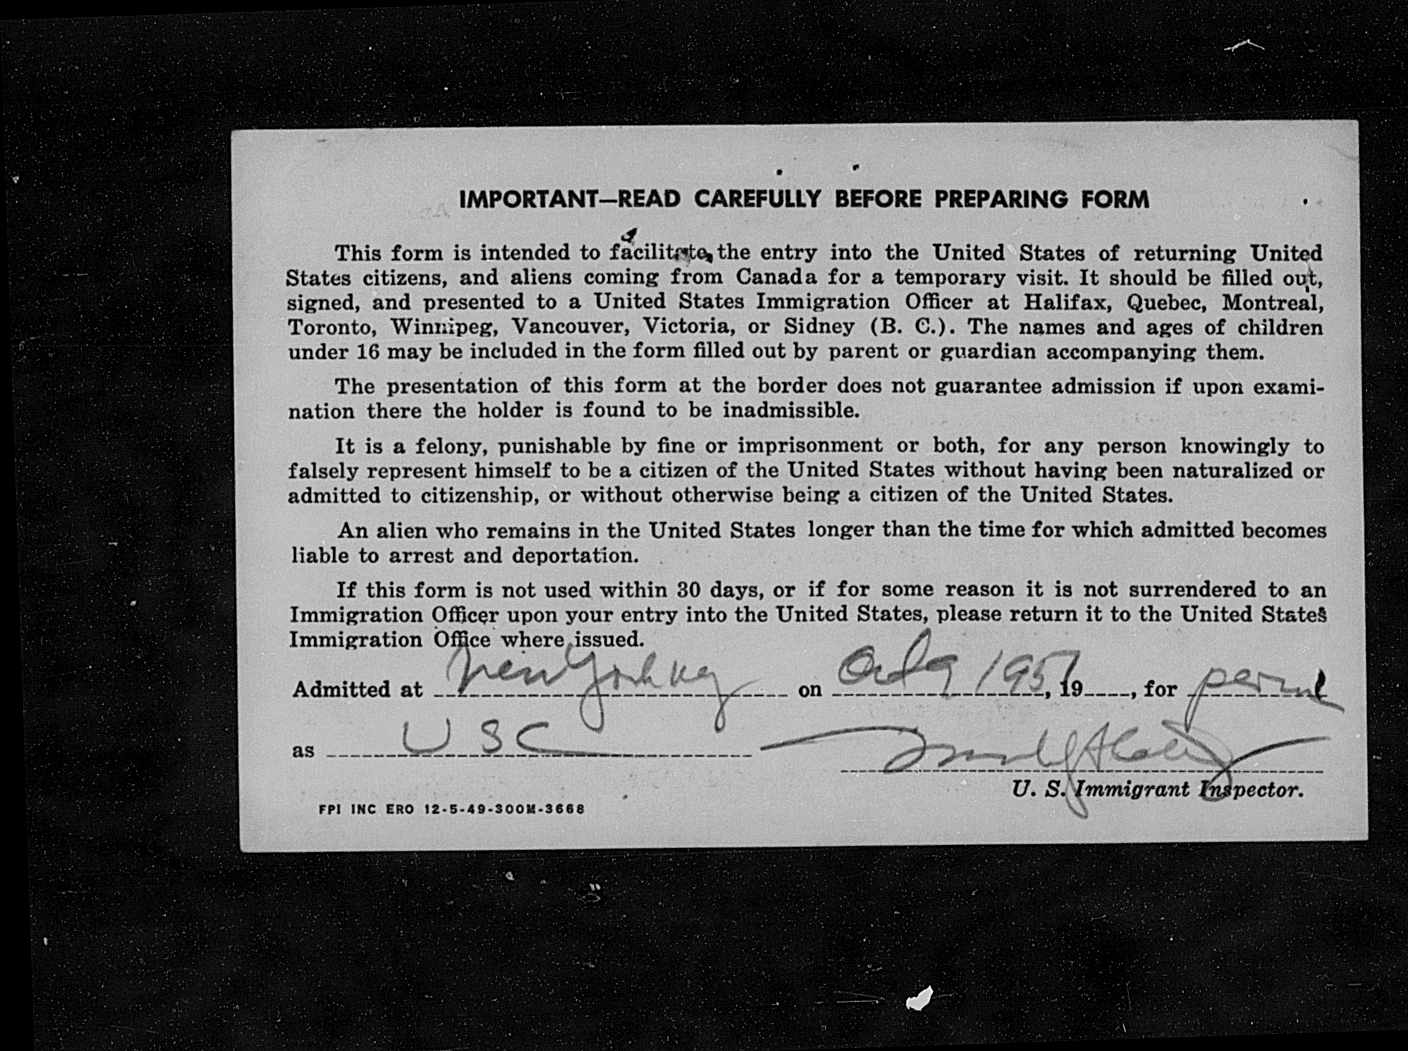 IMPORTANT—READ CAREFULLY BEFORE PREPARING FORM
This form is intended to facilitate the entry into the United States of returning United
States citizens, and aliens coming from Canada for a temporary visit. It should be filled out,
signed, and presented to a United States Immigration Officer at Halifax, Quebec, Montreal,
Toronto, Winnipeg, Vancouver, Victoria, or Sidney (B. C.). The names and ages of children
under 16 may be included in the form filled out by parent or guardian accompanying them.
The presentation of this form at the border does not guarantee admission if upon exami-
nation there the holder is found to be inadmissible.
It is a felony, punishable by fine or imprisonment or both, for any person knowingly to
falsely represent himself to be a citizen of the United States without having been naturalized or
admitted to citizenship, or without otherwise being a citizen of the United States.
An alien who remains in the United States longer than the time for which admitted becomes
liable to arrest and deportation.
If this form is not used within 30 days, or if for some reason it is not surrendered to an
Immigration Officer upon your entry into the United States, please return it to the United States
Immigration Office where issued.
Admitted at New York NY on Oct 9 1951, 19, for perm
as USC
U. S. Immigrant Inspector.
FPI INC ERO 12-5-49-300M-3668